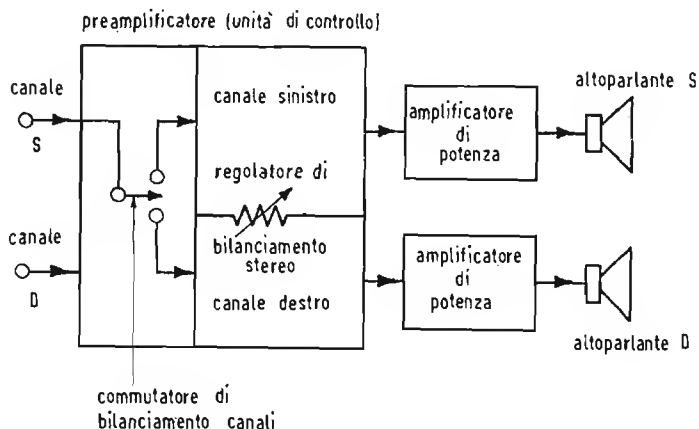 preamplificatore (unità di controllo)
canale
S
canale
D
canale sinistro
regolatore di
bilanciamento
stereo
canale destro
amplificatore
di
potenza
amplificatore
di
potenza
altoparlante S
altoparlante D
commutatore di
bilanciamento canali